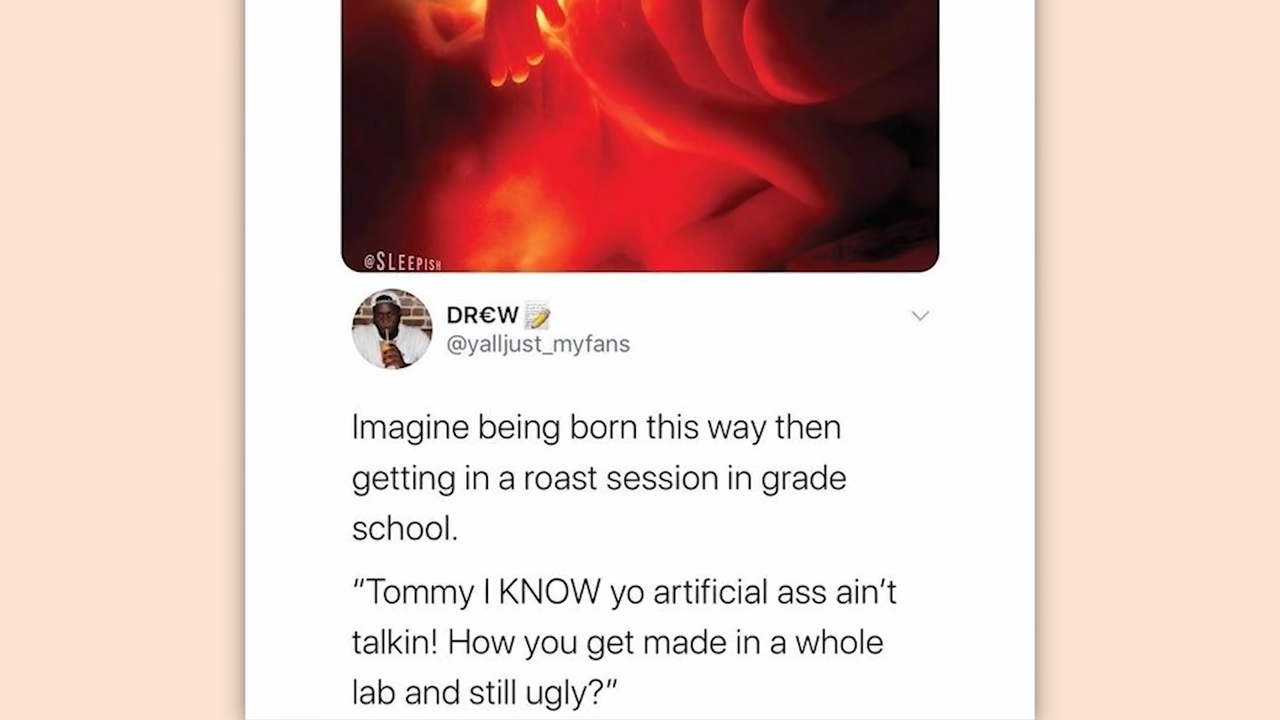 @SLEEPISH
DR€W 📝
@yalljust_myfans
Imagine being born this way then
getting in a roast session in grade
school.
“Tommy I KNOW yo artificial ass ain’t
talkin! How you get made in a whole
lab and still ugly?”